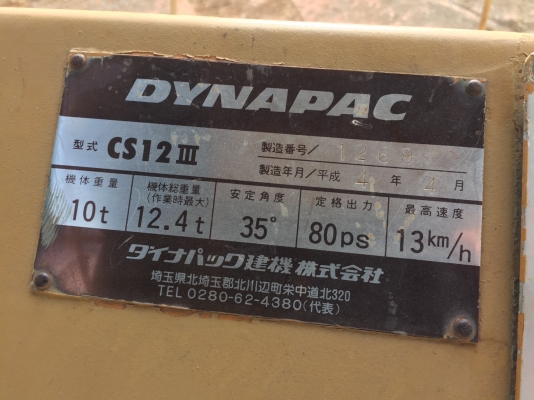 DYNAPAC
型式 CS12III 製造番号/ 1269
製造年月/平成 4 年 4 月
機体重量 機体総重量 (作業時最大) 安定角度 定格出力 最高速度
10t 12.4t 35° 80ps 13km/h
ダイナパック建機株式会社
埼玉県北埼玉郡北川辺町栄中道北320
TEL 0280-62-4380(代表)